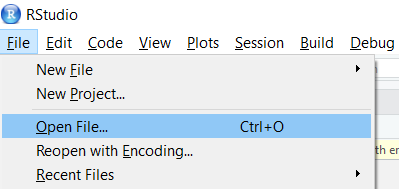 RStudio
File Edit Code View Plots Session Build Debug
New File
New Project...
Open File... Ctrl+O
Reopen with Encoding...
Recent Files